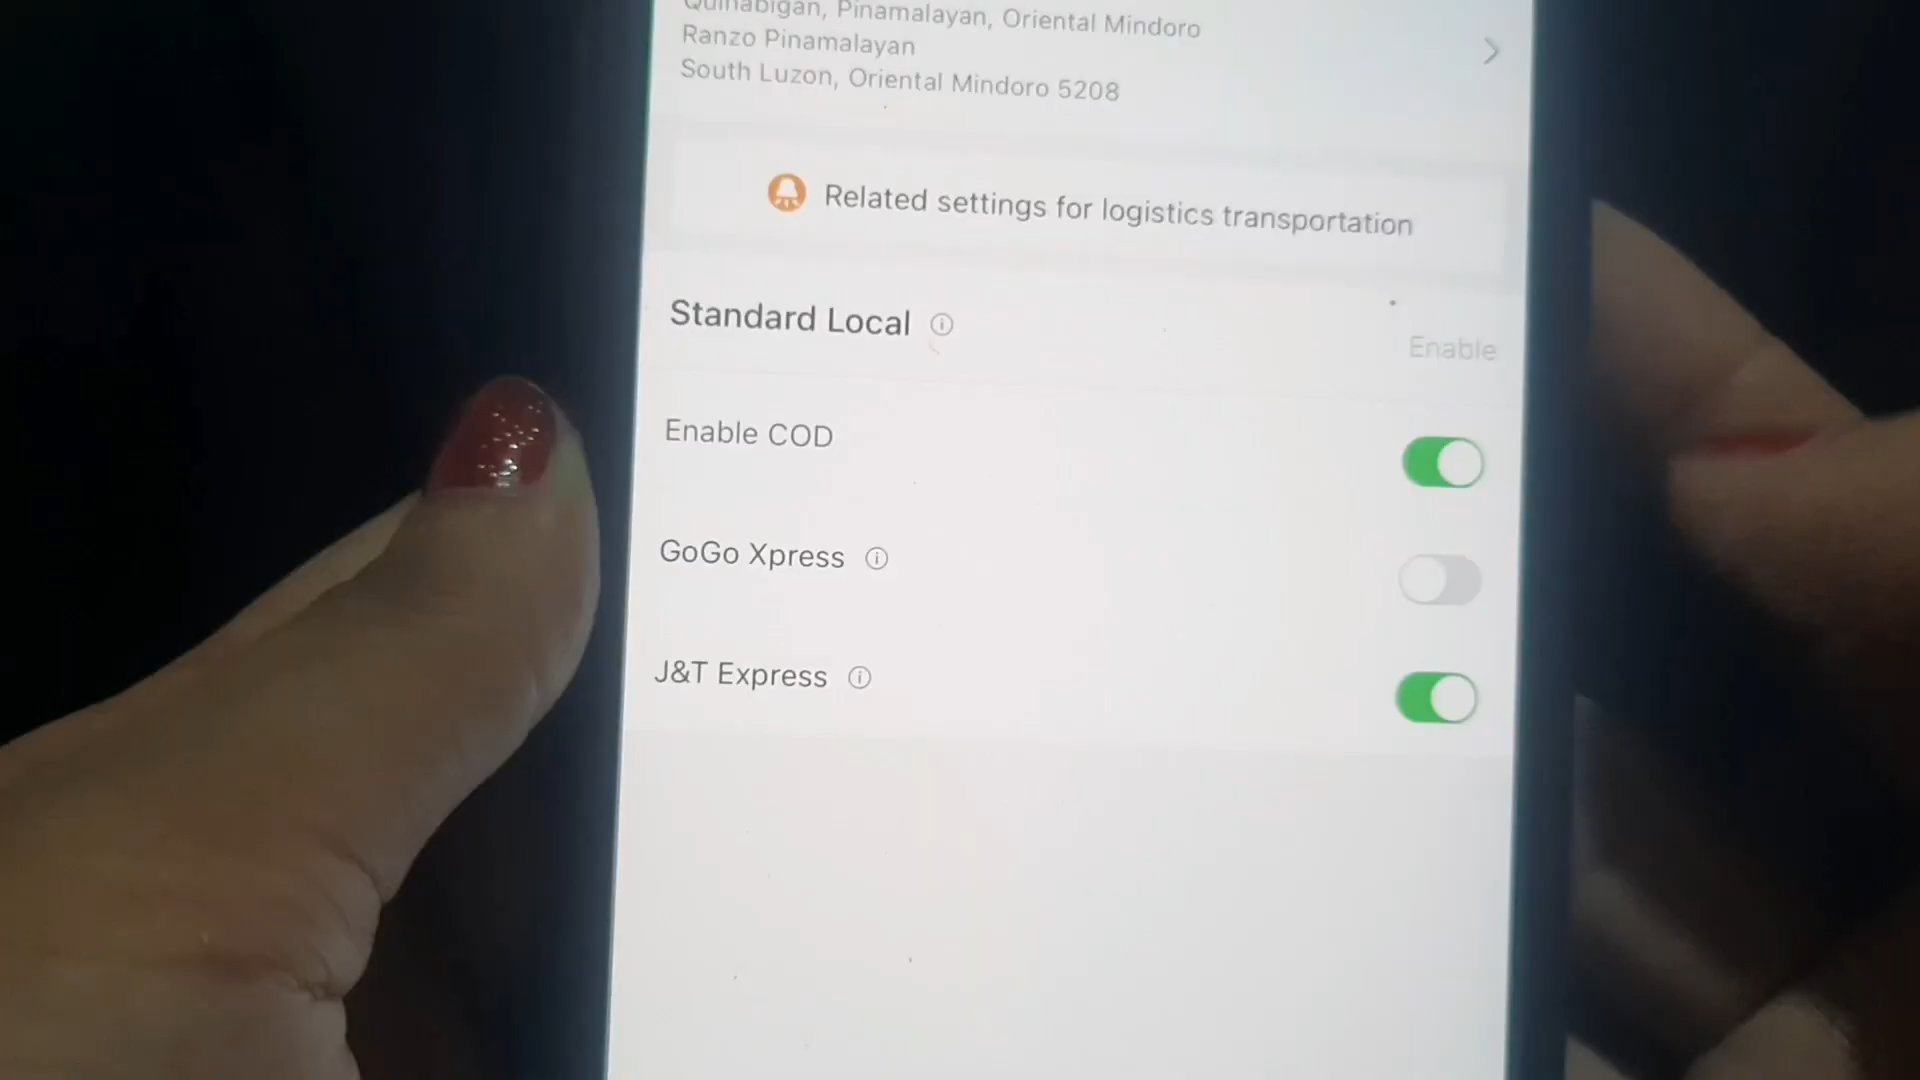 Quinabigan, Pinamalayan, Oriental Mindoro
Ranzo Pinamalayan
South Luzon, Oriental Mindoro 5208
Related settings for logistics transportation
Standard Local
Enable
Enable COD
GoGo Xpress
J&T Express